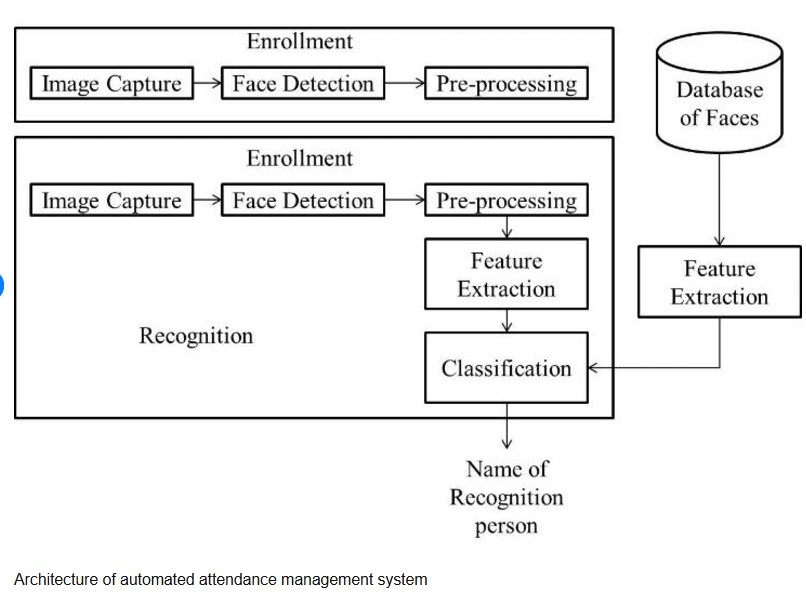 Enrollment
Image Capture
Face Detection
Pre-processing
Database
of Faces
Enrollment
Image Capture
Face Detection
Pre-processing
Feature
Extraction
Feature
Extraction
Recognition
Classification
Name of
Recognition
person
Architecture of automated attendance management system